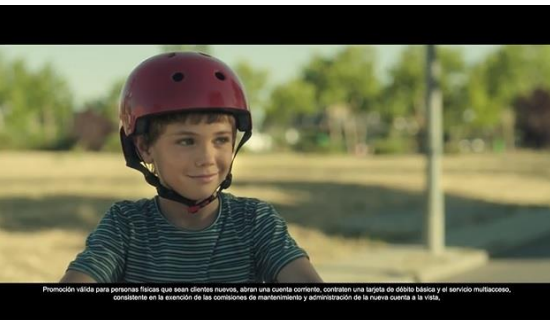 Promoción válida para personas físicas que sean clientes nuevos, abran una cuenta corriente, contraten una tarjeta de débito básica y el servicio multiacceso,
consistente en la exención de las comisiones de mantenimiento y administración de la nueva cuenta a la vista,